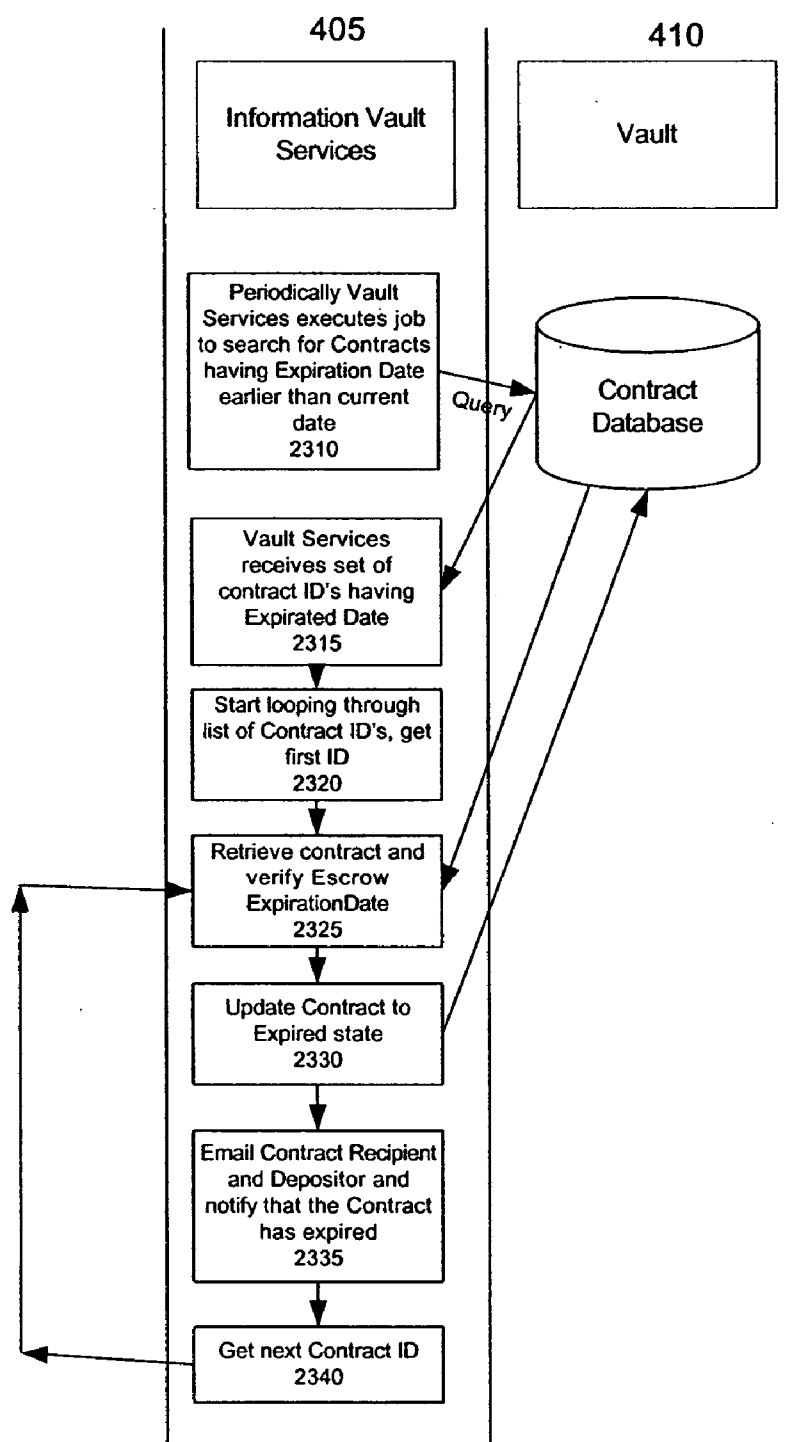 405
410
Information Vault
Services
Vault
Periodically Vault
Services executes job
to search for Contracts
having Expiration Date
earlier than current
date
2310
Query
Contract
Database
Vault Services
receives set of
contract ID's having
Expirated Date
2315
Start looping through
list of Contract ID's, get
first ID
2320
Retrieve contract and
verify Escrow
ExpirationDate
2325
Update Contract to
Expired state
2330
Email Contract Recipient
and Depositor and
notify that the Contract
has expired
2335
Get next Contract ID
2340